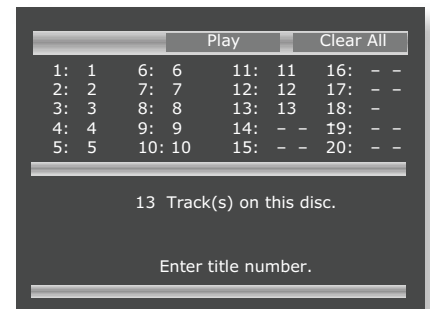 Play Clear All
1: 1 6: 6 11: 11 16: – –
2: 2 7: 7 12: 12 17: – –
3: 3 8: 8 13: 13 18: –
4: 4 9: 9 14: – – 19: – –
5: 5 10: 10 15: – – 20: – –
13 Track(s) on this disc.
Enter title number.